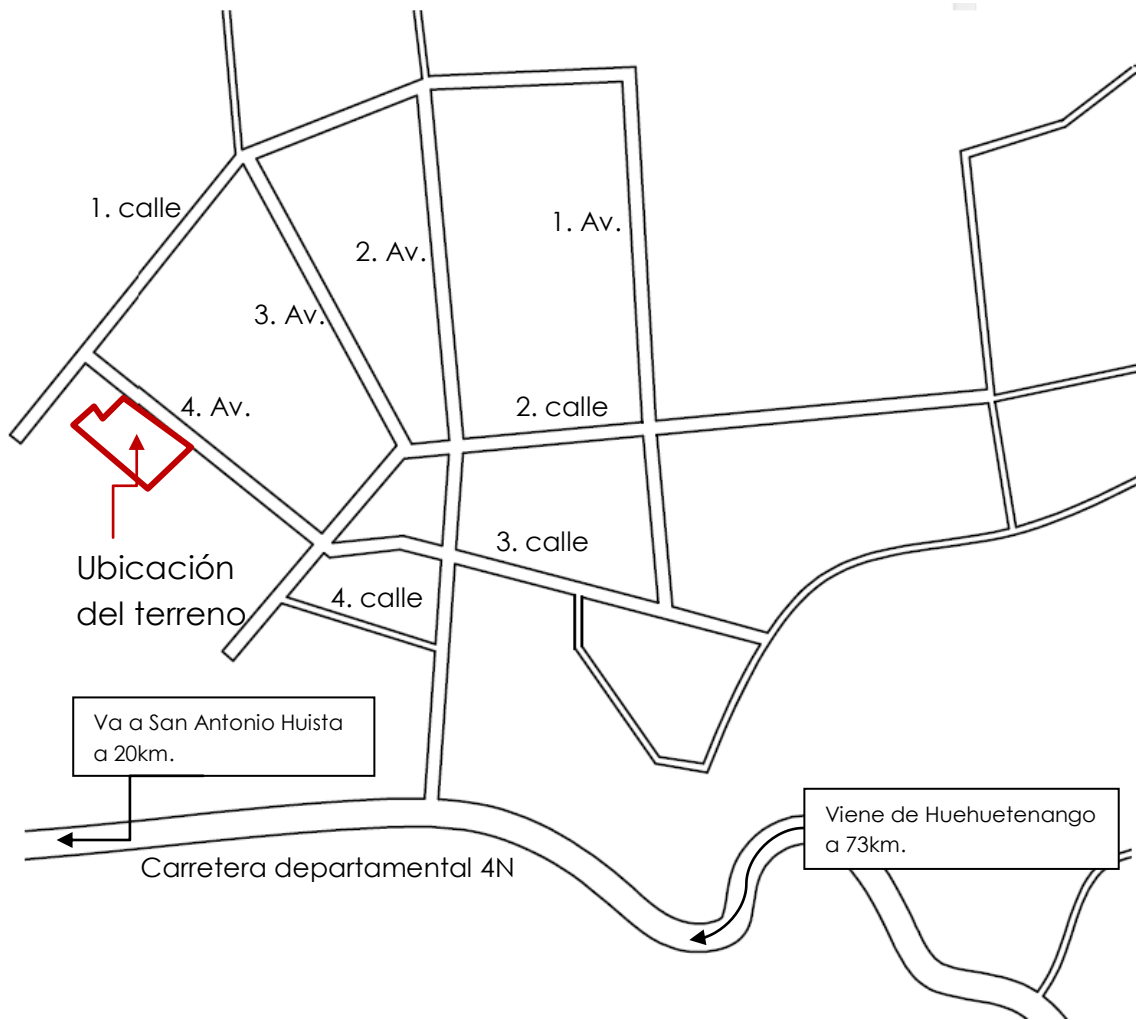 1. calle
1. Av.
2. Av.
3. Av.
4. Av.
2. calle
3. calle
Ubicación
del terreno
4. calle
Va a San Antonio Huista
a 20km.
Viene de Huehuetenango
a 73km.
Carretera departamental 4N